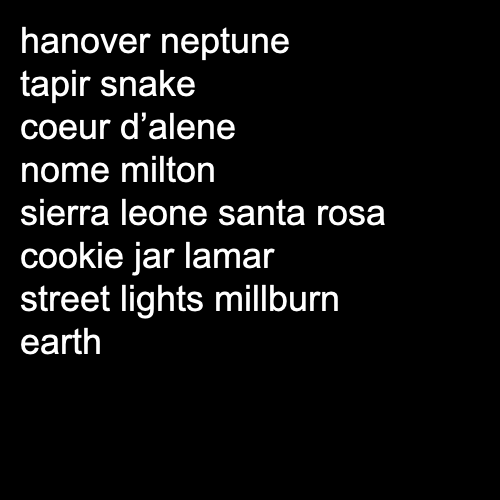 hanover neptune
tapir snake
coeur d’alene
nome milton
sierra leone santa rosa
cookie jar lamar
street lights millburn
earth